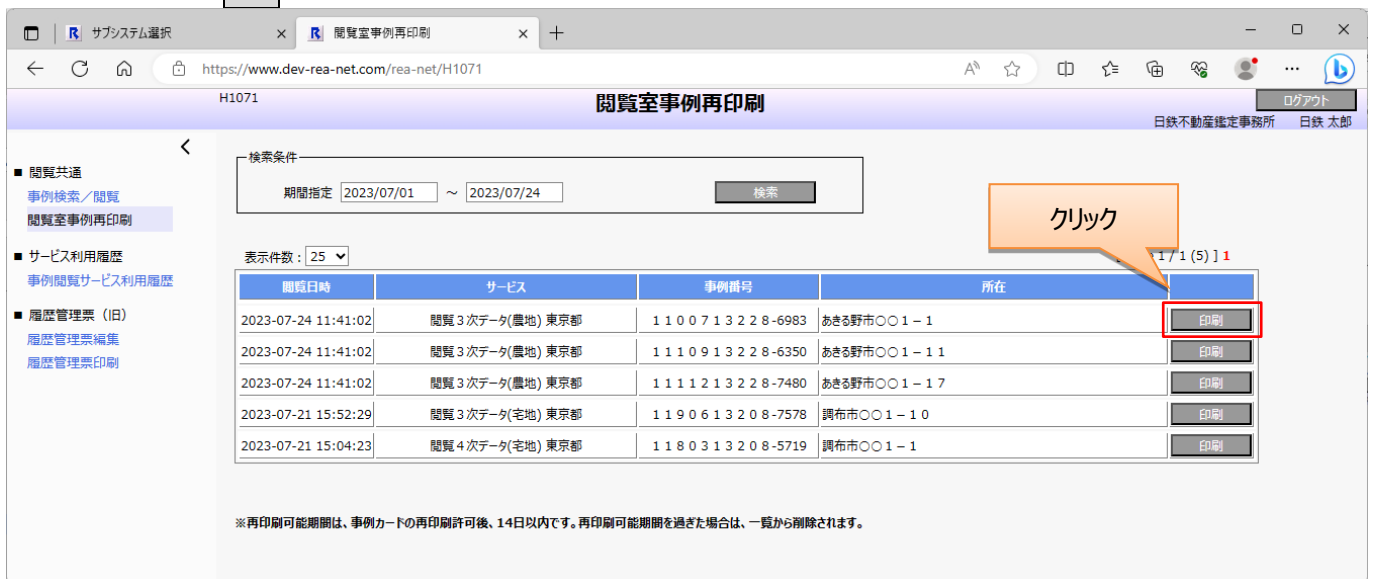 サブシステム選択
閲覧室事例再印刷
https://www.dev-rea-net.com/rea-net/H1071
H1071
閲覧室事例再印刷
ログアウト
日鉄不動産鑑定事務所 日鉄 太郎
■ 閲覧共通
事例検索／閲覧
閲覧室事例再印刷
■ サービス利用履歴
事例閲覧サービス利用履歴
■ 履歴管理票（旧）
履歴管理票編集
履歴管理票印刷
検索条件
期間指定 2023/07/01 ～ 2023/07/24 検索
クリック
表示件数 : 25
1 / 1 (5) ] 1
閲覧日時 サービス 事例番号 所在
2023-07-24 11:41:02 閲覧３次データ(農地) 東京都 １１００７１３２２８-6983 あきる野市○○１－１ 印刷
2023-07-24 11:41:02 閲覧３次データ(農地) 東京都 １１１０９１３２２８-6350 あきる野市○○１－１１ 印刷
2023-07-24 11:41:02 閲覧３次データ(農地) 東京都 １１１１２１３２２８-7480 あきる野市○○１－１７ 印刷
2023-07-21 15:52:29 閲覧３次データ(宅地) 東京都 １１９０６１３２０８-7578 調布市○○１－１０ 印刷
2023-07-21 15:04:23 閲覧４次データ(宅地) 東京都 １１８０３１３２０８-5719 調布市○○１－１ 印刷
※再印刷可能期間は、事例カードの再印刷許可後、14日以内です。再印刷可能期間を過ぎた場合は、一覧から削除されます。